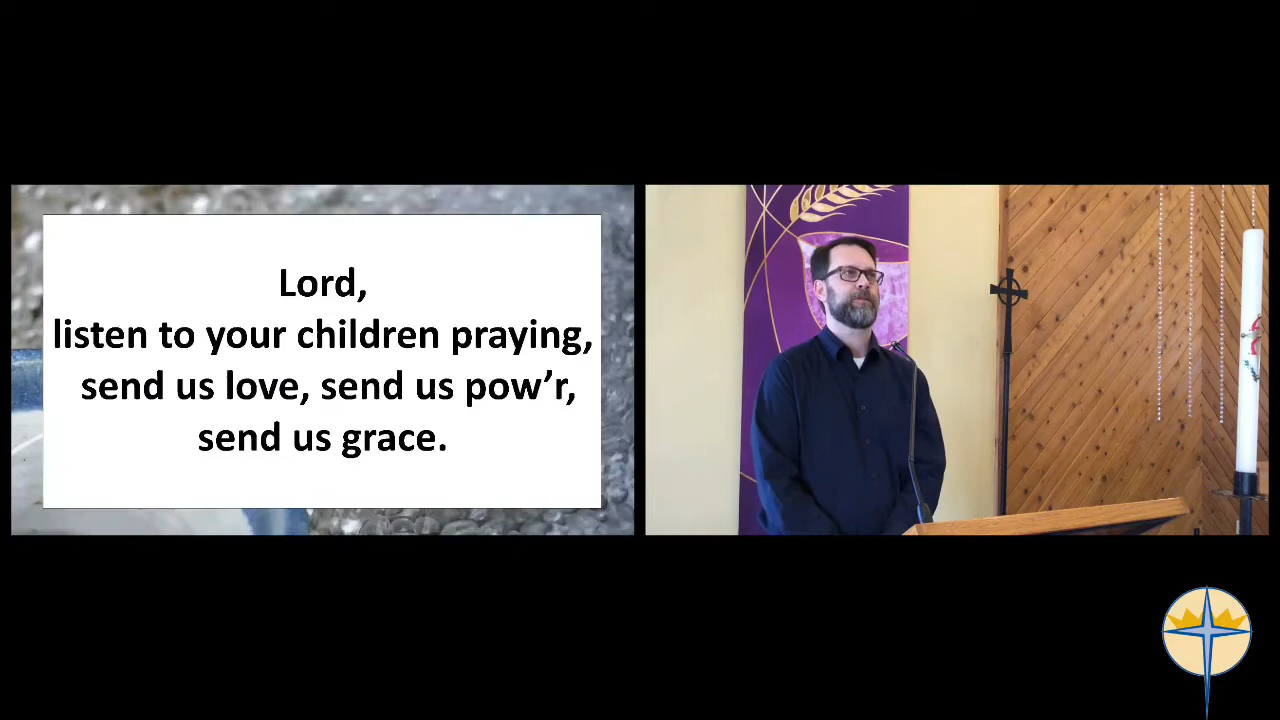 Lord,
listen to your children praying,
send us love, send us pow’r,
send us grace.